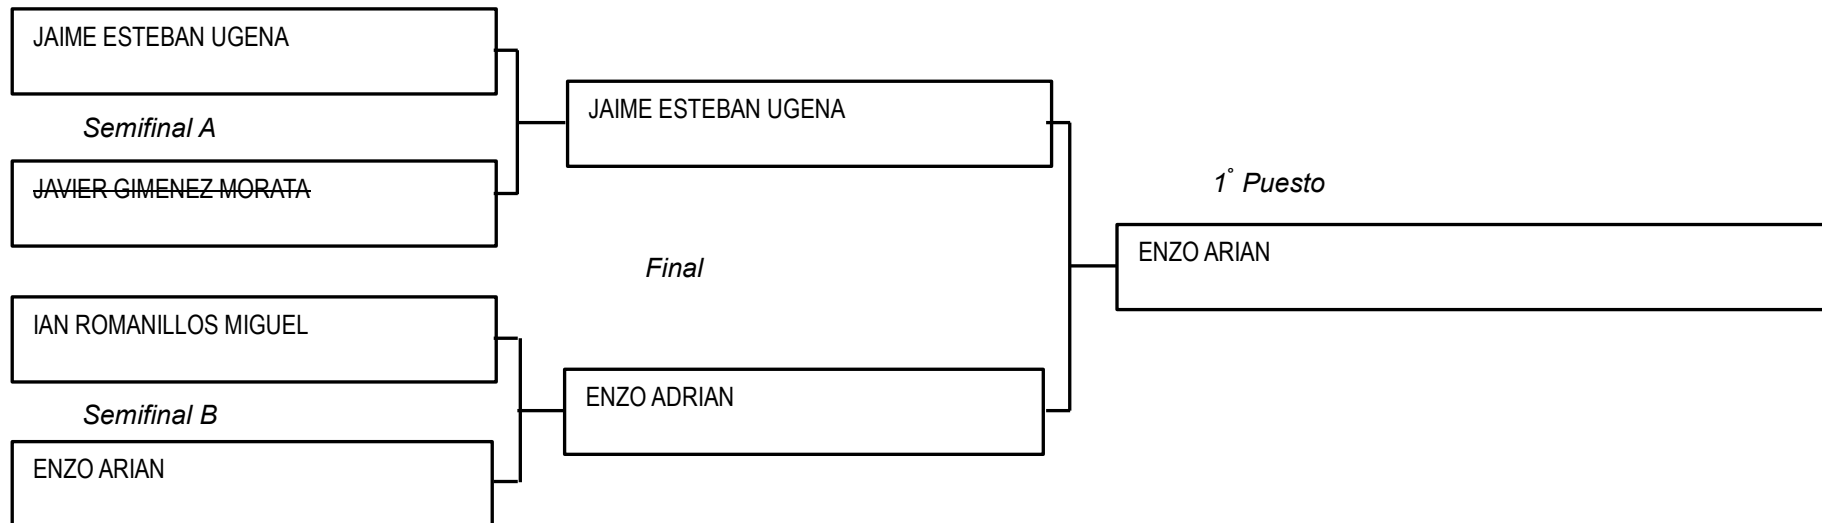 JAIME ESTEBAN UGENA
Semifinal A
JAVIER GIMENEZ MORATA
JAIME ESTEBAN UGENA
Final
1° Puesto
ENZO ARIAN
IAN ROMANILLOS MIGUEL
Semifinal B
ENZO ARIAN
ENZO ADRIAN